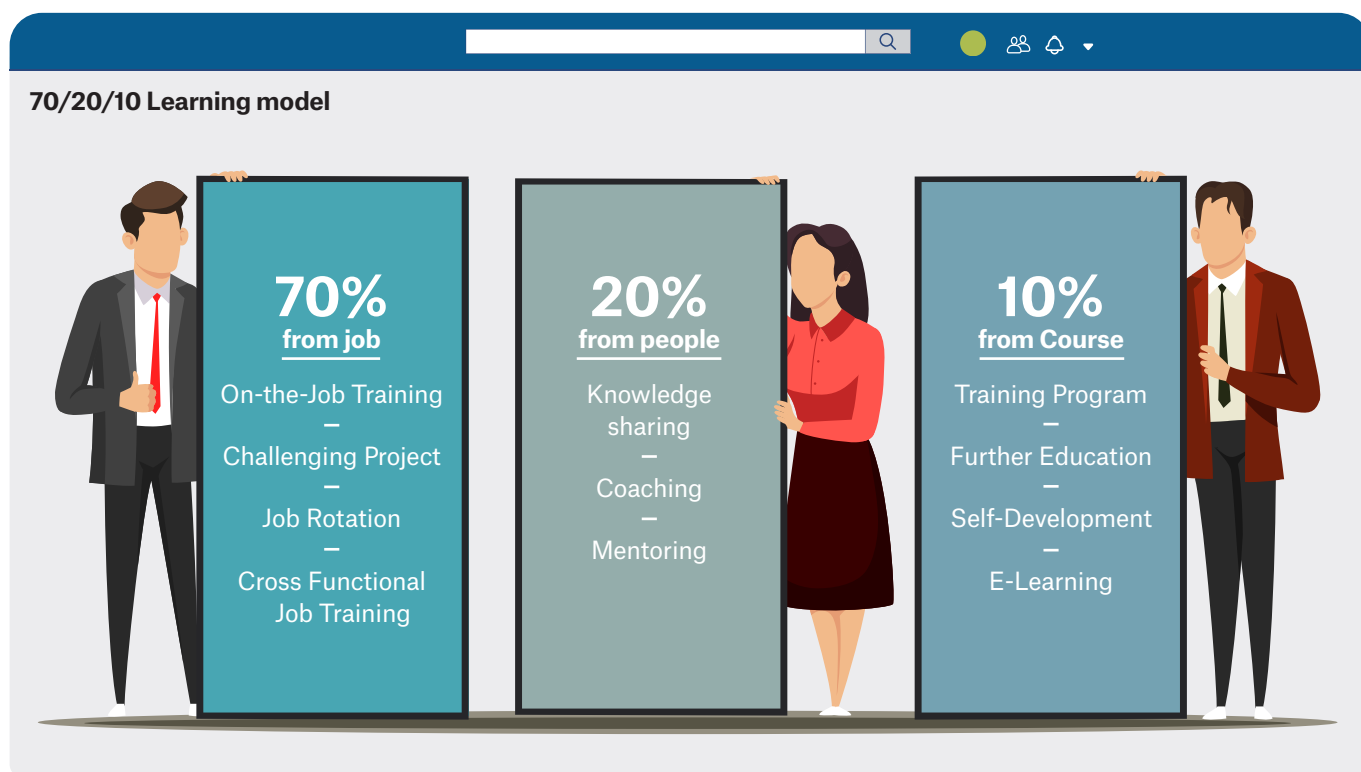 70/20/10 Learning model
70%
from job
On-the-Job Training
–
Challenging Project
–
Job Rotation
–
Cross Functional
Job Training
20%
from people
Knowledge
sharing
–
Coaching
–
Mentoring
10%
from Course
Training Program
–
Further Education
–
Self-Development
–
E-Learning